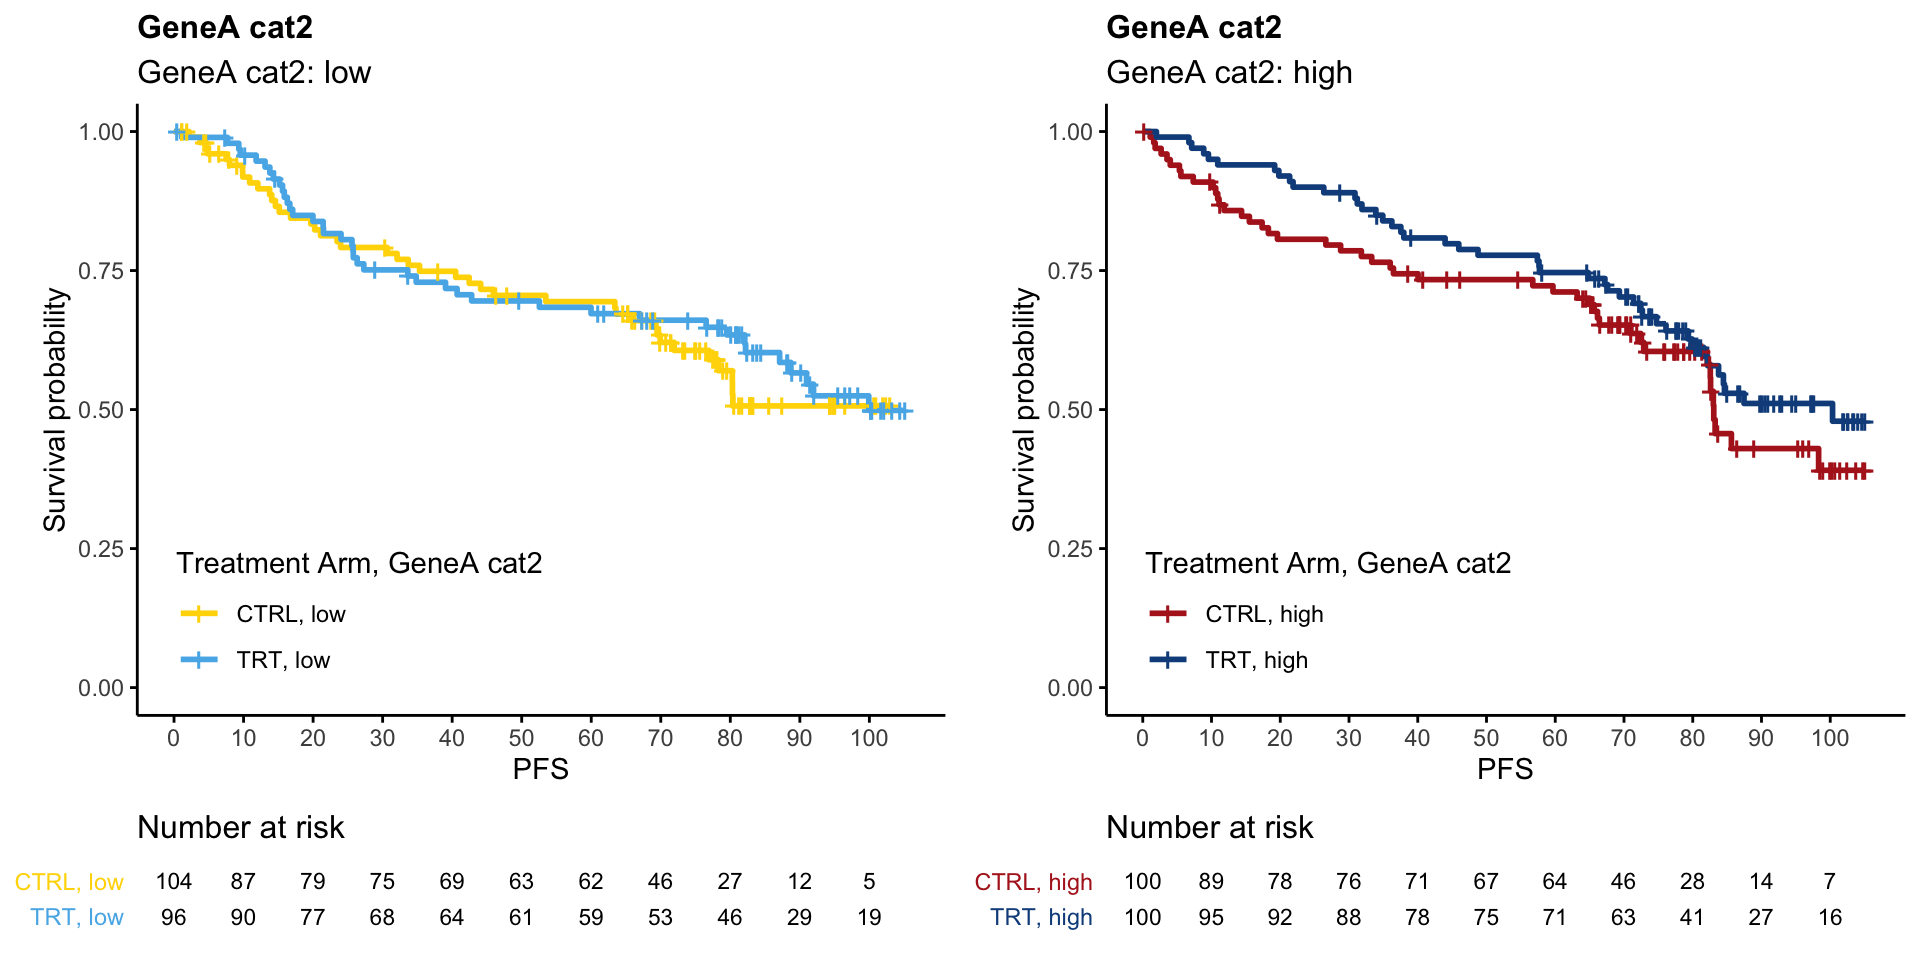 GeneA cat2
GeneA cat2: low
1.00
0.75
0.50
0.25
0.00
Survival probability
Treatment Arm, GeneA cat2
CTRL, low
TRT, low
0 10 20 30 40 50 60 70 80 90 100
PFS
Number at risk
CTRL, low 104 87 79 75 69 63 62 46 27 12 5
TRT, low 96 90 77 68 64 61 59 53 46 29 19
GeneA cat2
GeneA cat2: high
1.00
0.75
0.50
0.25
0.00
Survival probability
Treatment Arm, GeneA cat2
CTRL, high
TRT, high
0 10 20 30 40 50 60 70 80 90 100
PFS
Number at risk
CTRL, high 100 89 78 76 71 67 64 46 28 14 7
TRT, high 100 95 92 88 78 75 71 63 41 27 16